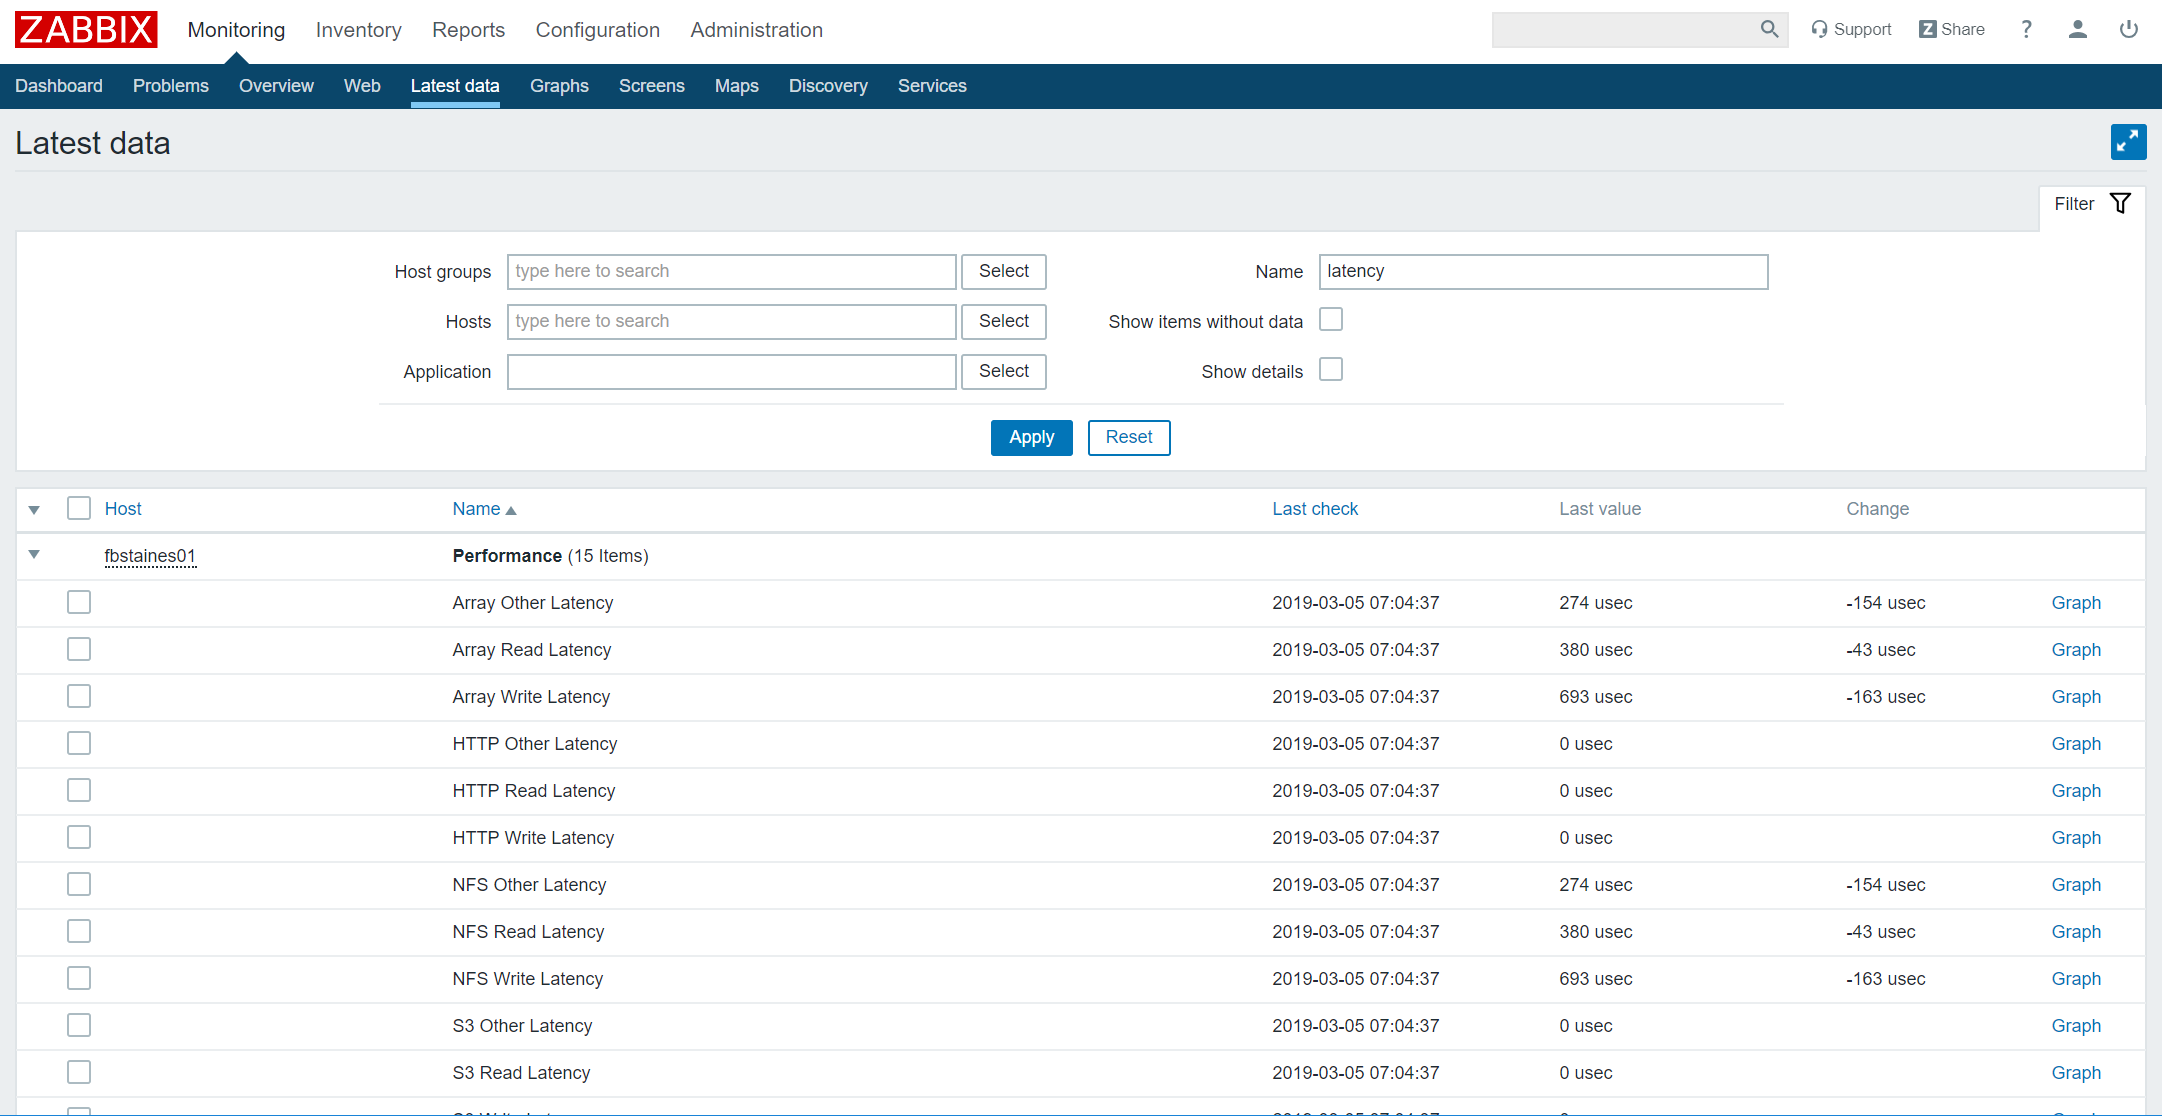 ZABBIX Monitoring Inventory Reports Configuration Administration Support Z Share ?
Dashboard Problems Overview Web Latest data Graphs Screens Maps Discovery Services
Latest data
Filter
Host groups type here to search Select Name latency
Hosts type here to search Select Show items without data
Application Select Show details
Apply Reset
Host Name Last check Last value Change
fbstaines01 Performance (15 Items)
Array Other Latency 2019-03-05 07:04:37 274 usec -154 usec Graph
Array Read Latency 2019-03-05 07:04:37 380 usec -43 usec Graph
Array Write Latency 2019-03-05 07:04:37 693 usec -163 usec Graph
HTTP Other Latency 2019-03-05 07:04:37 0 usec Graph
HTTP Read Latency 2019-03-05 07:04:37 0 usec Graph
HTTP Write Latency 2019-03-05 07:04:37 0 usec Graph
NFS Other Latency 2019-03-05 07:04:37 274 usec -154 usec Graph
NFS Read Latency 2019-03-05 07:04:37 380 usec -43 usec Graph
NFS Write Latency 2019-03-05 07:04:37 693 usec -163 usec Graph
S3 Other Latency 2019-03-05 07:04:37 0 usec Graph
S3 Read Latency 2019-03-05 07:04:37 0 usec Graph